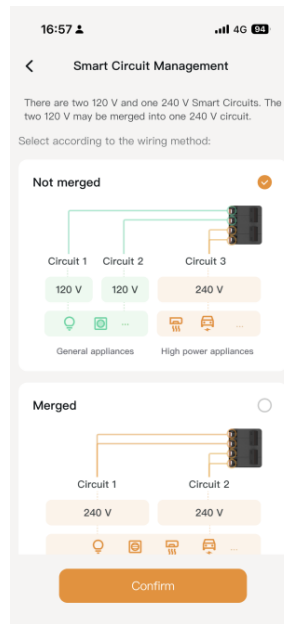 16:57
4G 94
Smart Circuit Management
There are two 120 V and one 240 V Smart Circuits. The
two 120 V may be merged into one 240 V circuit.
Select according to the wiring method:
Not merged
Circuit 1 Circuit 2 Circuit 3
120 V 120 V 240 V
... ...
General appliances High power appliances
Merged
Circuit 1 Circuit 2
240 V 240 V
...
Confirm